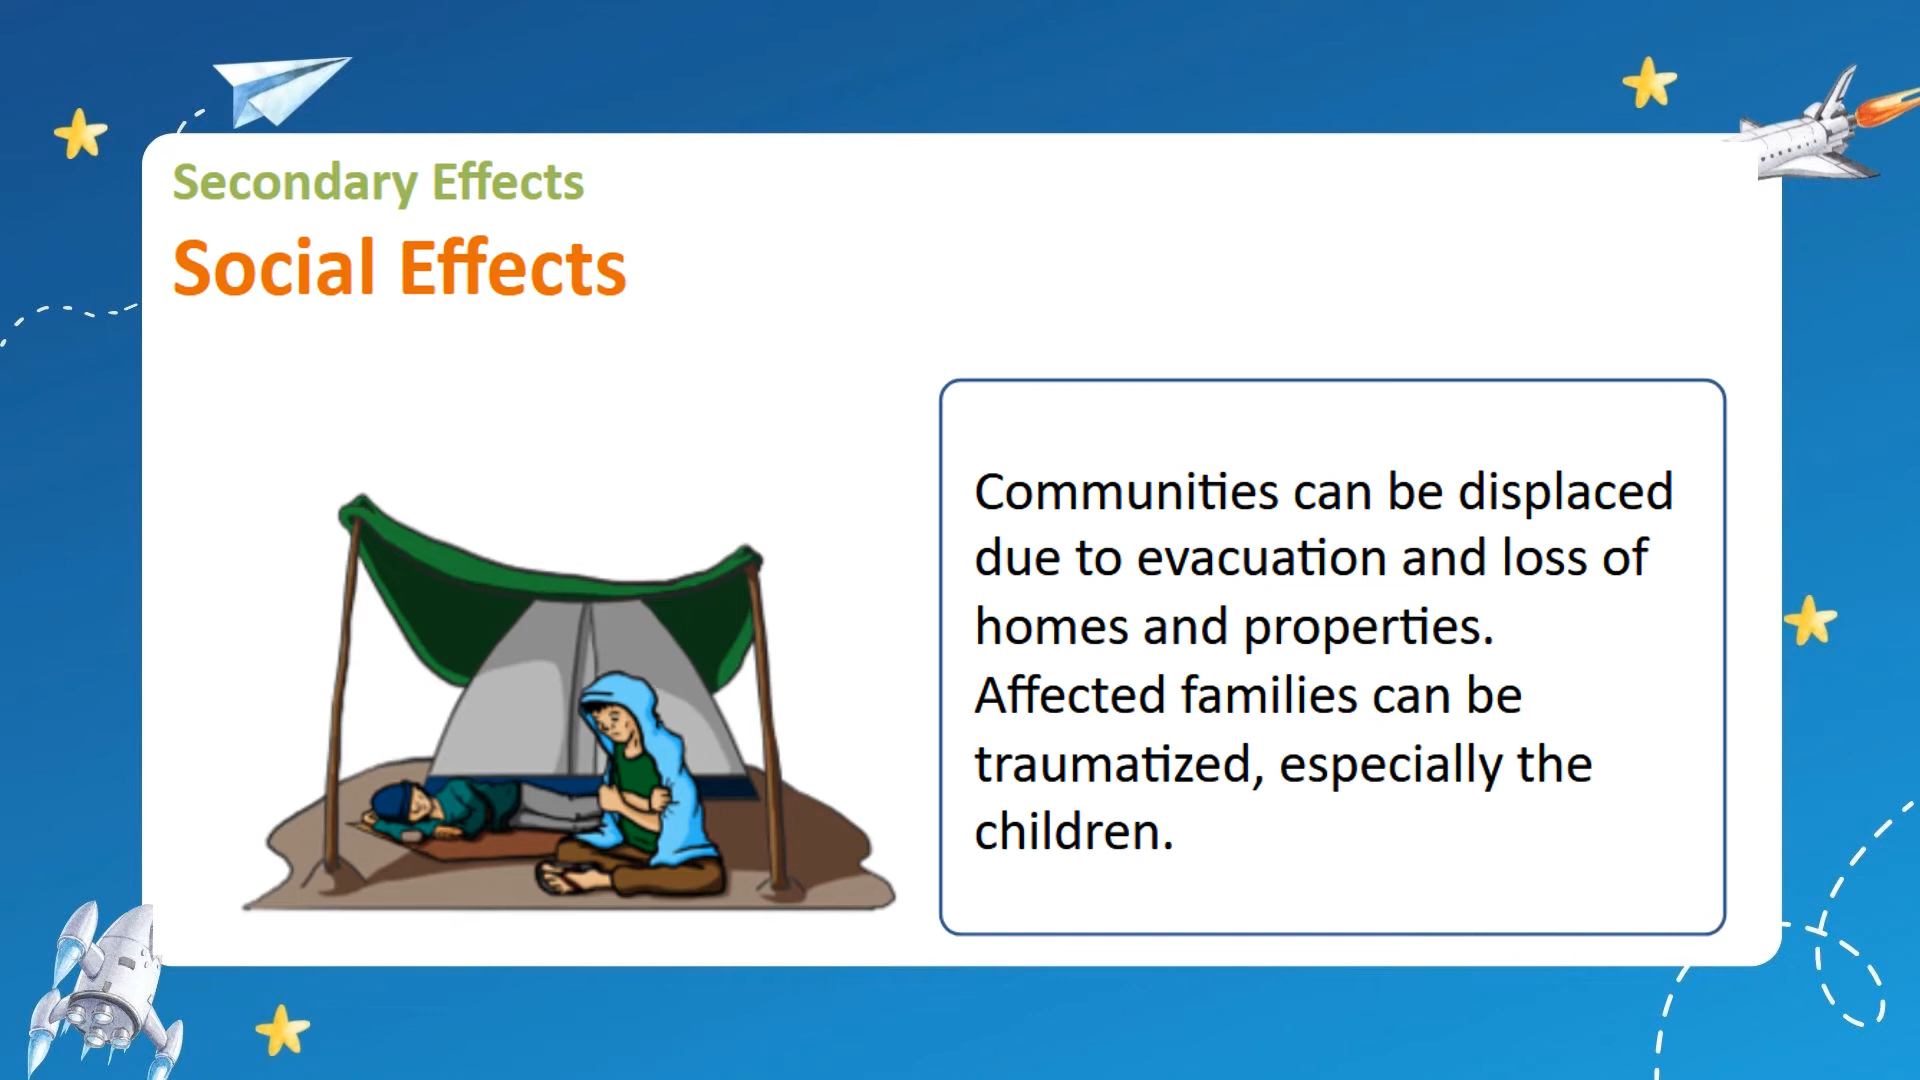 Secondary Effects
Social Effects
Communities can be displaced
due to evacuation and loss of
homes and properties.
Affected families can be
traumatized, especially the
children.